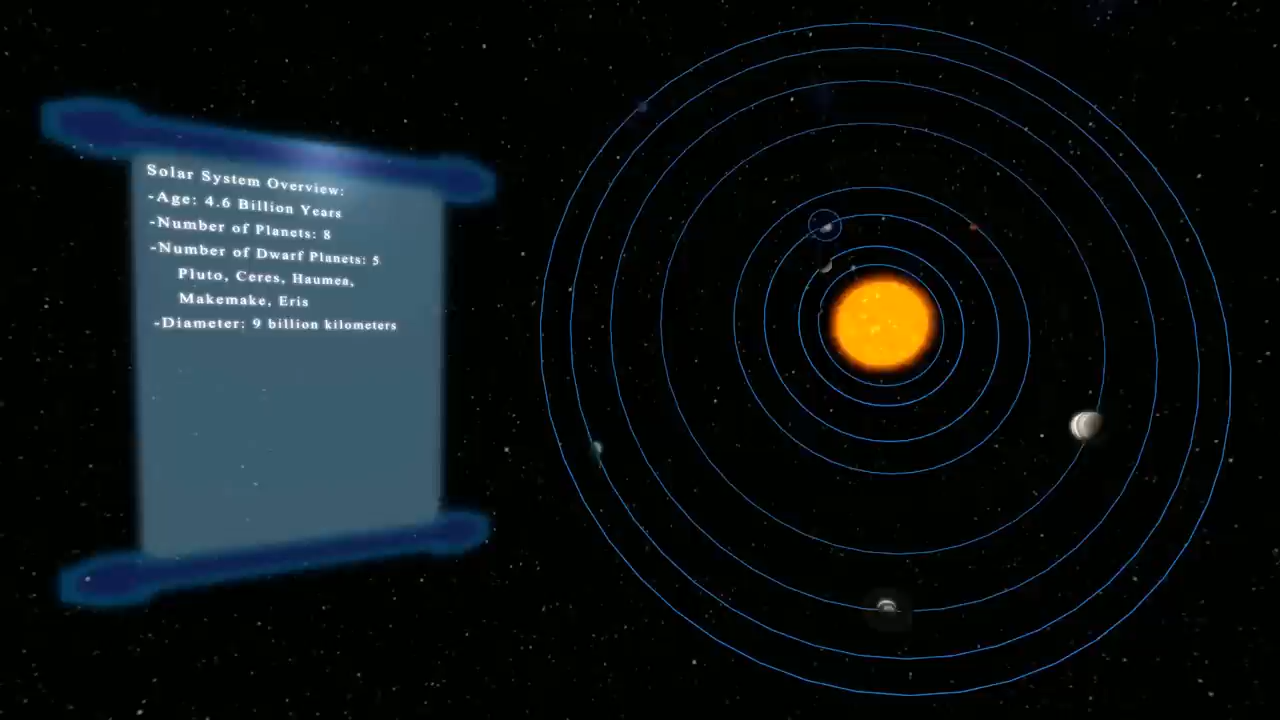 Solar System Overview:
-Age: 4.6 Billion Years
-Number of Planets: 8
-Number of Dwarf Planets: 5
Pluto, Ceres, Haumea,
Makemake, Eris
-Diameter: 9 billion kilometers